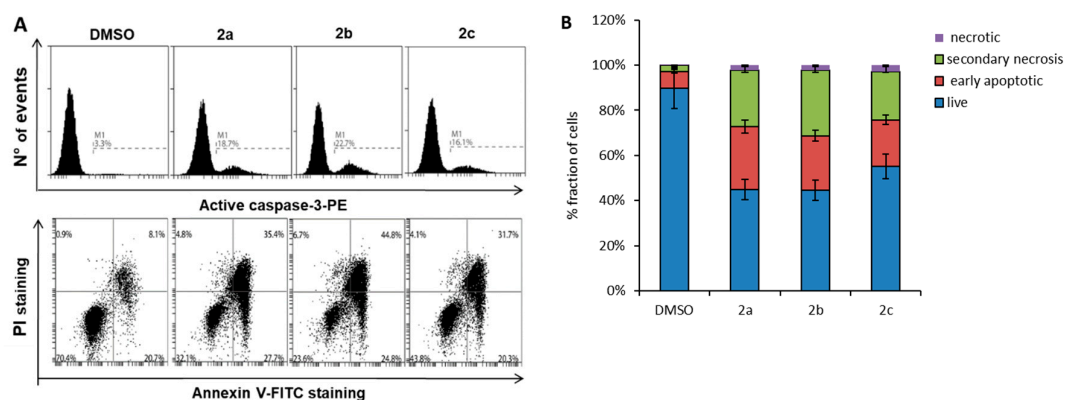 A
DMSO 2a 2b 2c
N° of events
M1 3.3%
M1 18.7%
M1 22.7%
M1 16.1%
Active caspase-3-PE
PI staining
0.9% 8.1% 4.8% 35.4% 6.7% 44.8% 4.1% 31.7%
70.4% 20.7% 32.1% 27.7% 23.6% 24.8% 43.8% 20.3%
Annexin V-FITC staining
B
% fraction of cells
120%
100%
80%
60%
40%
20%
0%
DMSO 2a 2b 2c
necrotic
secondary necrosis
early apoptotic
live